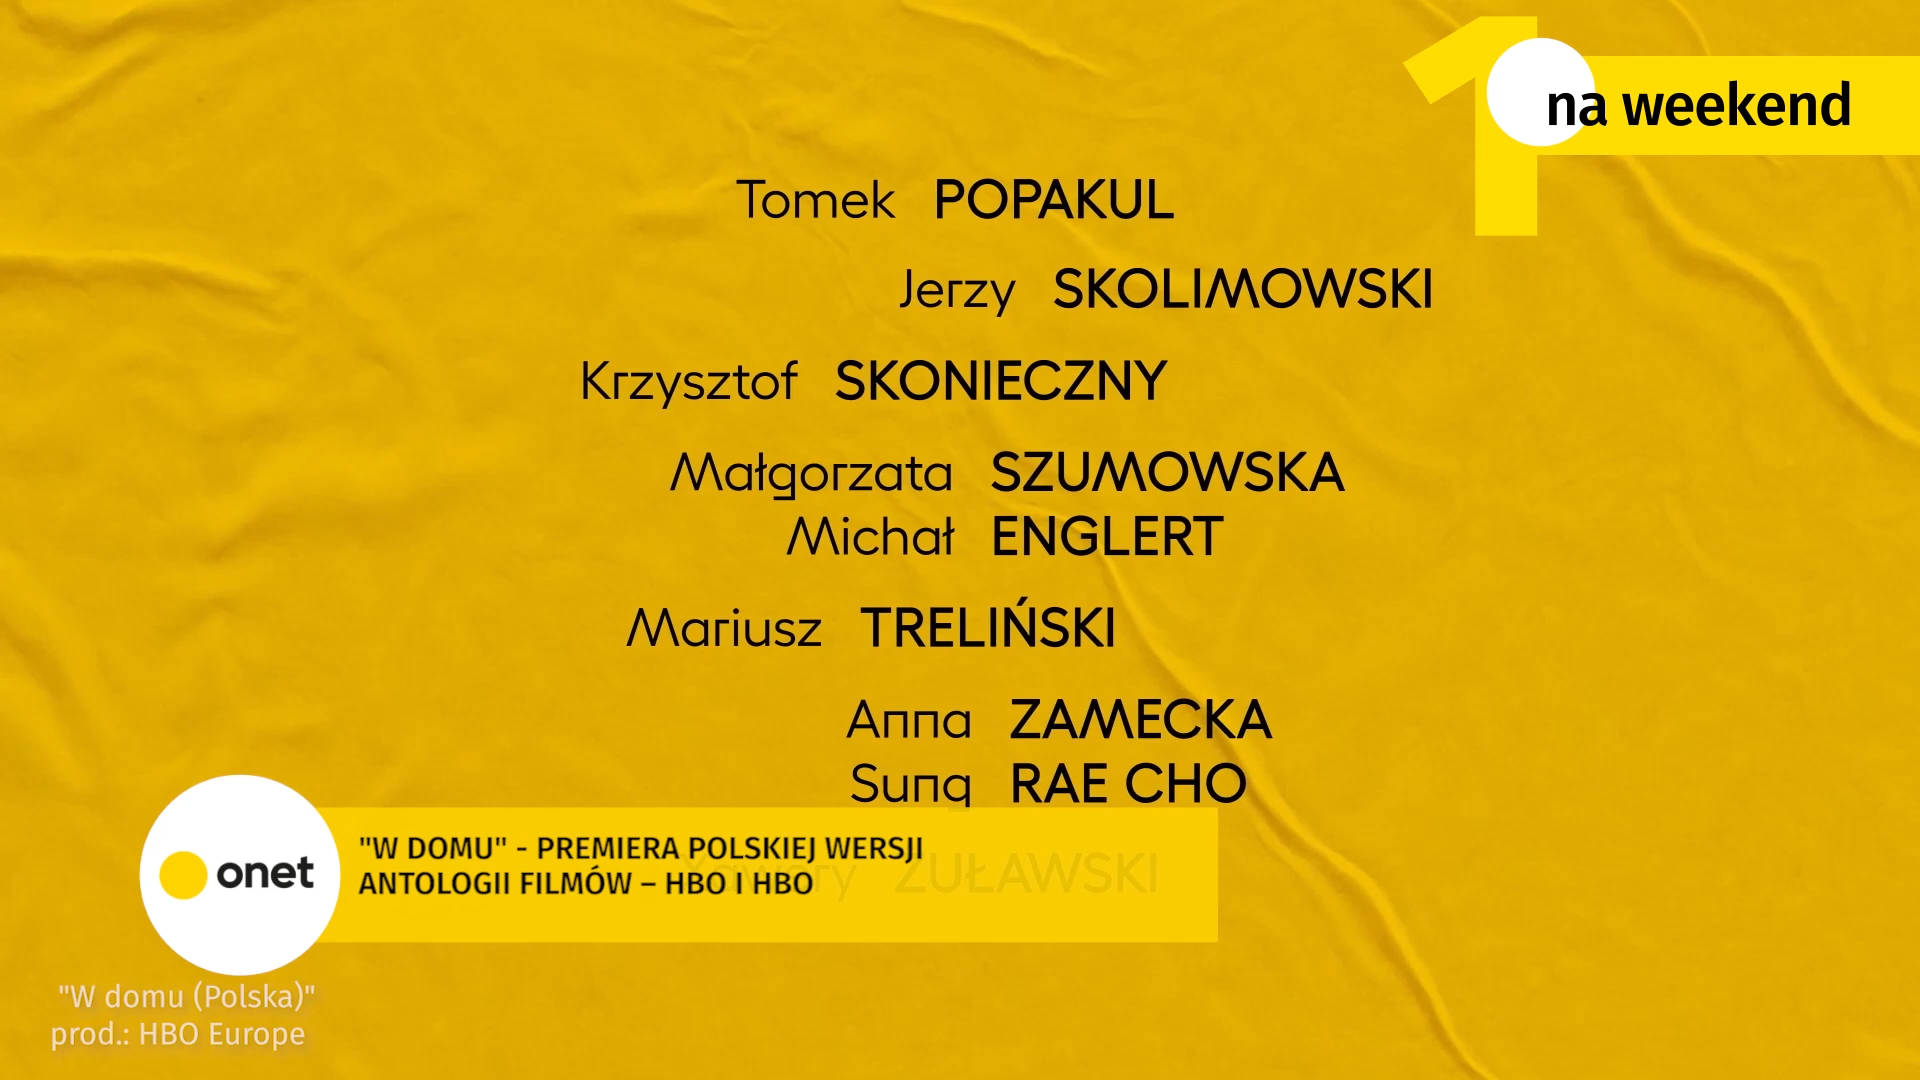 1 na weekend
Tomek POPAKUL
Jerzy SKOLIMOWSKI
Krzysztof SKONIECZNY
Małgorzata SZUMOWSKA
Michał ENGLERT
Mariusz TRELIŃSKI
Anna ZAMECKA
Sung RAE CHO
Xawery ŻUŁAWSKI
onet
"W DOMU" - PREMIERA POLSKIEJ WERSJI
ANTOLOGII FILMÓW – HBO I HBO
"W domu (Polska)"
prod.: HBO Europe